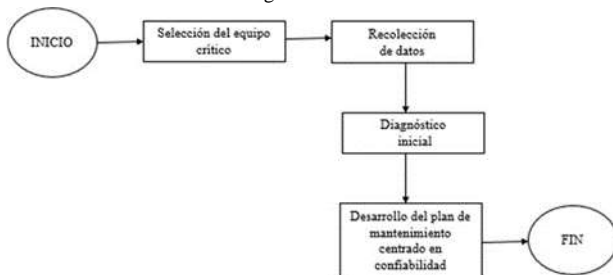 INICIO
Selección del equipo
crítico
Recolección
de datos
Diagnóstico
inicial
Desarrollo del plan de
mantenimiento
centrado en
confiabilidad
FIN